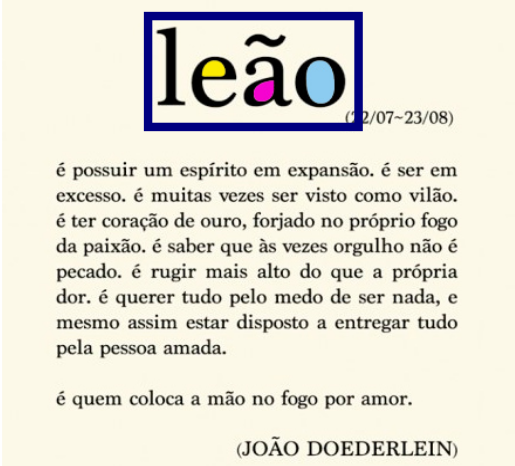 leão
(22/07~23/08)
é possuir um espírito em expansão. é ser em
excesso. é muitas vezes ser visto como vilão.
é ter coração de ouro, forjado no próprio fogo
da paixão. é saber que às vezes orgulho não é
pecado. é rugir mais alto do que a própria
dor. é querer tudo pelo medo de ser nada, e
mesmo assim estar disposto a entregar tudo
pela pessoa amada.
é quem coloca a mão no fogo por amor.
(JOÃO DOEDERLEIN)